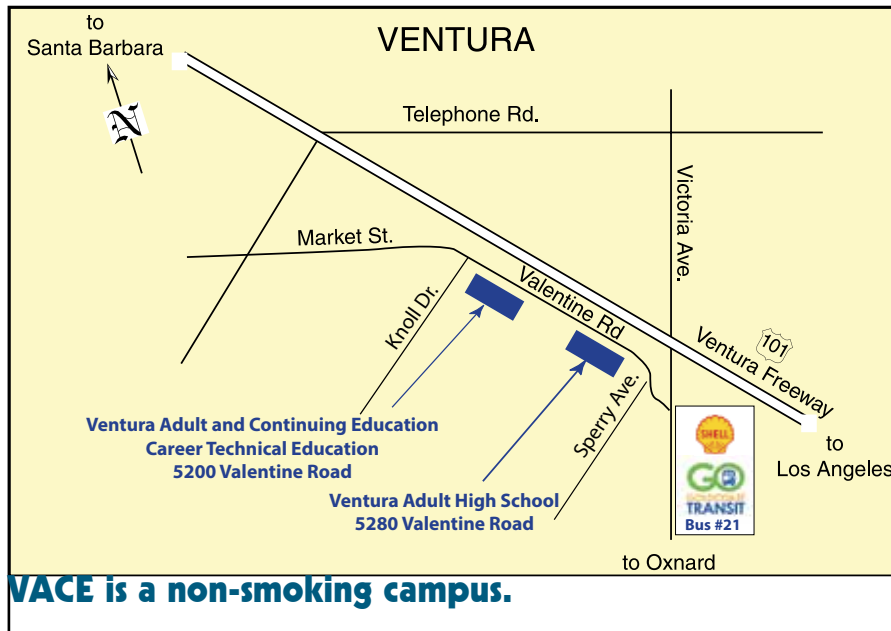 to
Santa Barbara
VENTURA
N
Telephone Rd.
Victoria Ave.
Market St.
Valentine Rd
Knoll Dr.
101
Ventura Freeway
Sperry Ave.
Ventura Adult and Continuing Education
Career Technical Education
5200 Valentine Road
Ventura Adult High School
5280 Valentine Road
SHELL
GO
GOLD COAST
TRANSIT
Bus #21
to
Los Angeles
to Oxnard
VACE is a non-smoking campus.